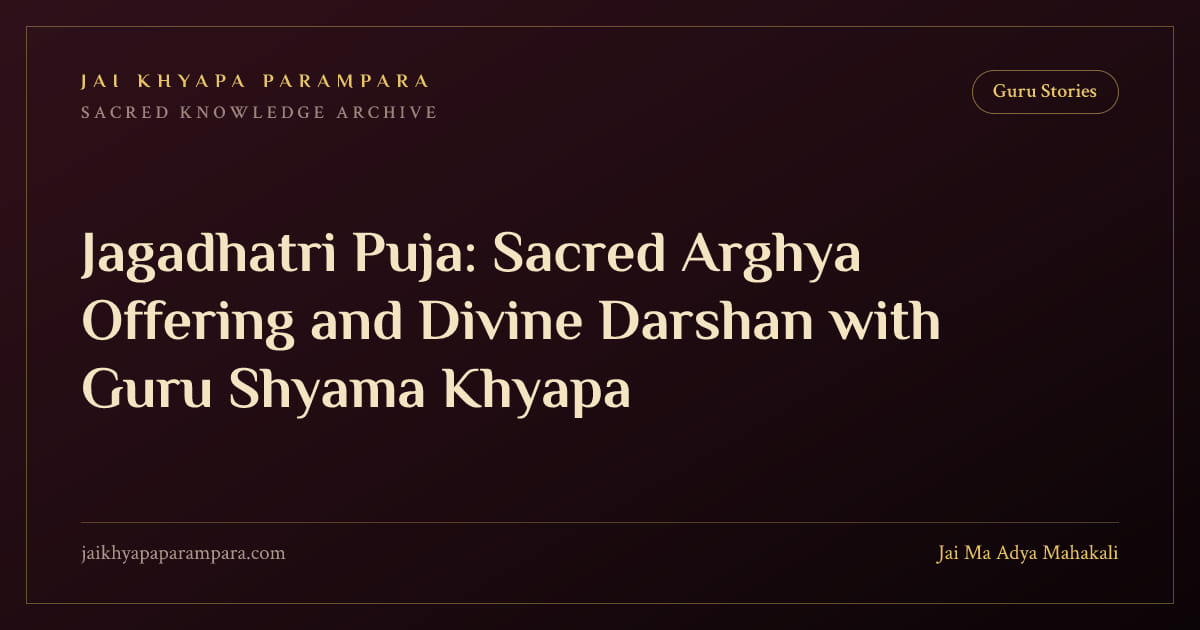 JAI KHYAPA PARAMPARA
SACRED KNOWLEDGE ARCHIVE
Guru Stories
Jagadhatri Puja: Sacred Arghya
Offering and Divine Darshan with
Guru Shyama Khyapa
jaikhyapaparampara.com
Jai Ma Adya Mahakali